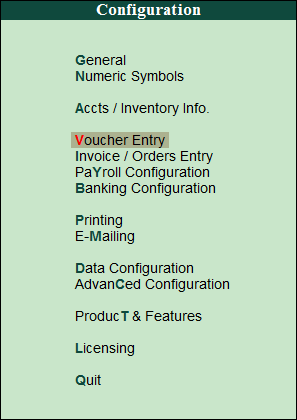 Configuration
General
Numeric Symbols
Accts / Inventory Info.
Voucher Entry
Invoice / Orders Entry
PaYroll Configuration
Banking Configuration
Printing
E-Mailing
Data Configuration
AdvanCed Configuration
ProducT & Features
Licensing
Quit